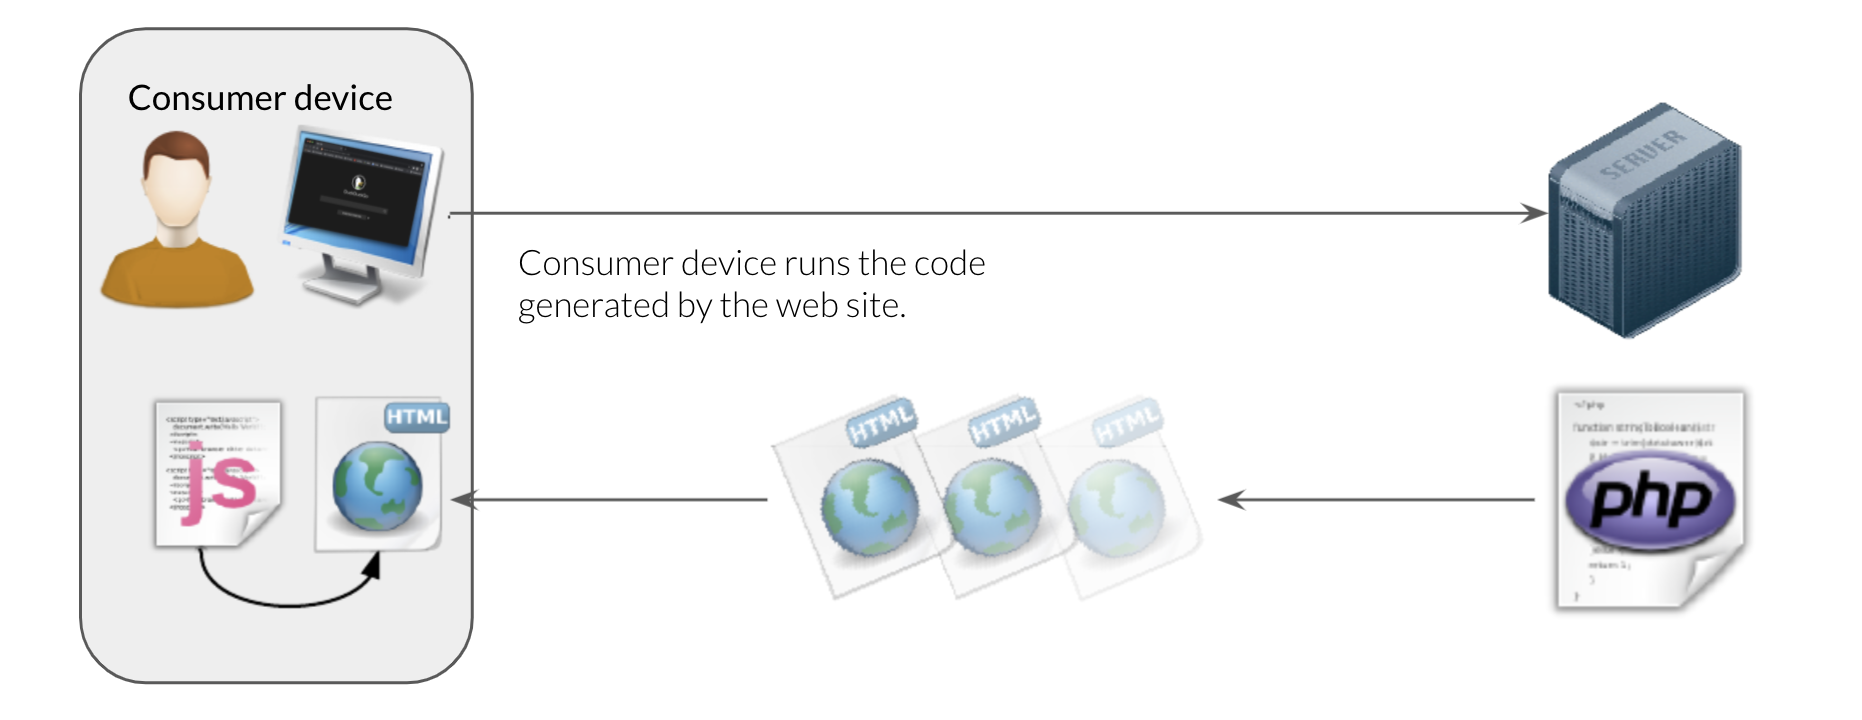 Consumer device
SERVER
Consumer device runs the code
generated by the web site.
js
HTML
HTML
HTML
HTML
php